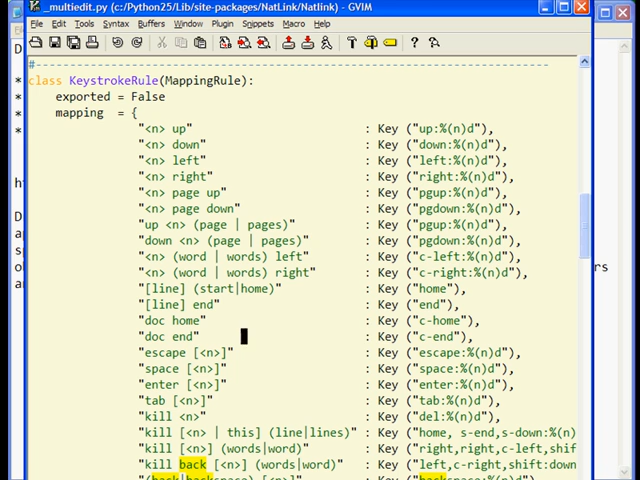 _multiedit.py (c:/Python25/Lib/site-packages/NatLink/Natlink) - GVIM
File Edit Tools Syntax Buffers Window Plugin Snippets Macro Help
#--------------------------------------------------------------------------
class KeystrokeRule(MappingRule):
exported = False
mapping = {
"<n> up" : Key ("up:%(n)d"),
"<n> down" : Key ("down:%(n)d"),
"<n> left" : Key ("left:%(n)d"),
"<n> right" : Key ("right:%(n)d"),
"<n> page up" : Key ("pgup:%(n)d"),
"<n> page down" : Key ("pgdown:%(n)d"),
"up <n> (page | pages)" : Key ("pgup:%(n)d"),
"down <n> (page | pages)" : Key ("pgdown:%(n)d"),
"<n> (word | words) left" : Key ("c-left:%(n)d"),
"<n> (word | words) right" : Key ("c-right:%(n)d"),
"[line] (start|home)" : Key ("home"),
"[line] end" : Key ("end"),
"doc home" : Key ("c-home"),
"doc end" : Key ("c-end"),
"escape [<n>]" : Key ("escape:%(n)d"),
"space [<n>]" : Key ("space:%(n)d"),
"enter [<n>]" : Key ("enter:%(n)d"),
"tab [<n>]" : Key ("tab:%(n)d"),
"kill <n>" : Key ("del:%(n)d"),
"kill [<n> | this] (line|lines)" : Key ("home, s-end,s-down:%(n)
"kill [<n>] (words|word)" : Key ("right,right,c-left,shif
"kill back [<n>] (words|word)" : Key ("left,c-right,shift:down
"(back|backspace) [<n>]" : Key ("backspace:%(n)d"),